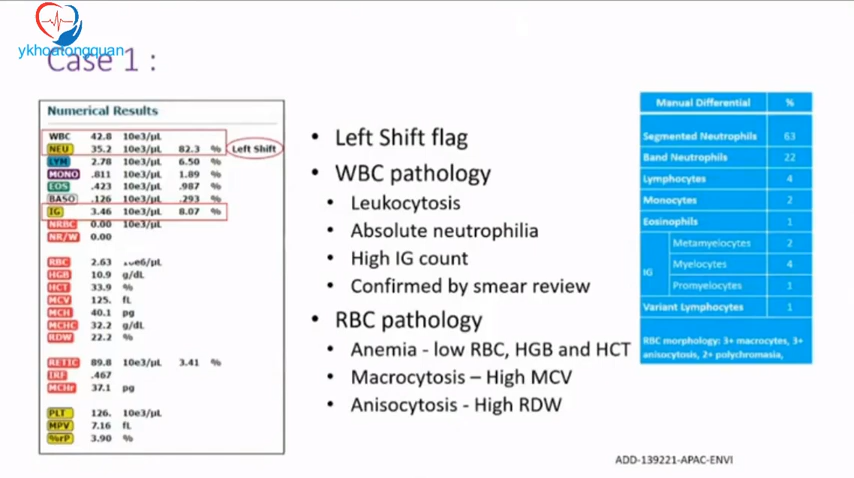 ykhoatongquan
Case 1 :
Numerical Results
WBC 42.8 10e3/µL
NEU 35.2 10e3/µL 82.3 % Left Shift
LYM 2.78 10e3/µL 6.50 %
MONO .811 10e3/µL 1.89 %
EOS .423 10e3/µL .987 %
BASO .126 10e3/µL .293 %
IG 3.46 10e3/µL 8.07 %
NRBC 0.00 10e3/µL
NR/W 0.00
RBC 2.63
HGB 10.9 g/dL
HCT 33.9 %
MCV 125. fL
MCH 40.1 pg
MCHC 32.2 g/dL
RDW 22.2 %
RETIC 89.8 10e3/µL 3.41 %
IRF .467
MCHr 37.1 pg
PLT 126. 10e3/µL
MPV 7.16 fL
%rP 3.90 %
• Left Shift flag
• WBC pathology
• Leukocytosis
• Absolute neutrophilia
• High IG count
• Confirmed by smear review
• RBC pathology
• Anemia - low RBC, HGB and HCT
• Macrocytosis – High MCV
• Anisocytosis - High RDW
Manual Differential %
Segmented Neutrophils 63
Band Neutrophils 22
Lymphocytes 4
Monocytes 2
Eosinophils 1
IG
Metamyelocytes 2
Myelocytes 4
Promyelocytes 1
Variant Lymphocytes 1
RBC morphology: 3+ macrocytes, 3+
anisocytosis, 2+ polychromasia,
ADD-139221-APAC-ENVI